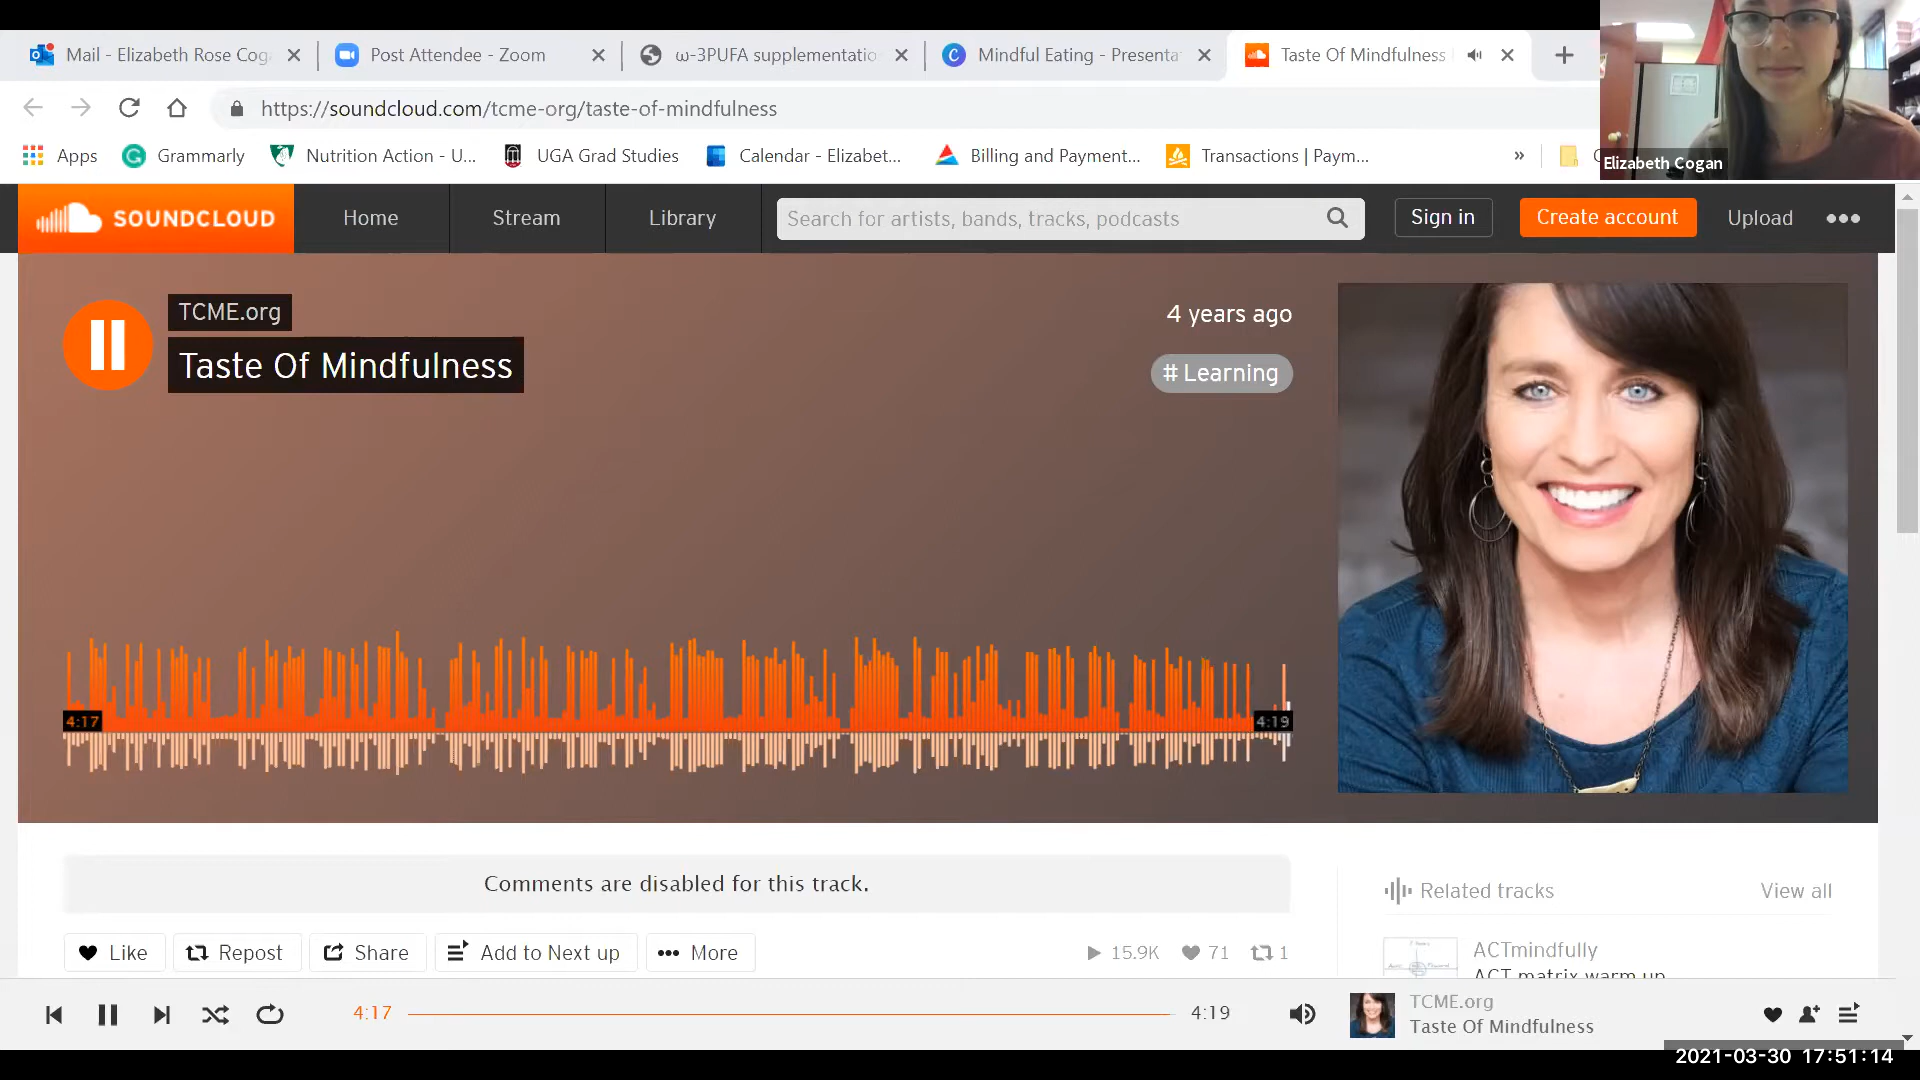 Mail - Elizabeth Rose Cog
Post Attendee - Zoom
ω-3PUFA supplementatio
Mindful Eating - Presenta
Taste Of Mindfulness
https://soundcloud.com/tcme-org/taste-of-mindfulness
Apps
Grammarly
Nutrition Action - U...
UGA Grad Studies
Calendar - Elizabet...
Billing and Payment...
Transactions | Paym...
»
Elizabeth Cogan
SOUNDCLOUD
Home
Stream
Library
Search for artists, bands, tracks, podcasts
Sign in
Create account
Upload
TCME.org
Taste Of Mindfulness
4 years ago
# Learning
4:17
4:19
Comments are disabled for this track.
Like
Repost
Share
Add to Next up
More
15.9K
71
1
Related tracks
View all
ACTmindfully
ACT matrix warm up
4:17
4:19
TCME.org
Taste Of Mindfulness
2021-03-30 17:51:14